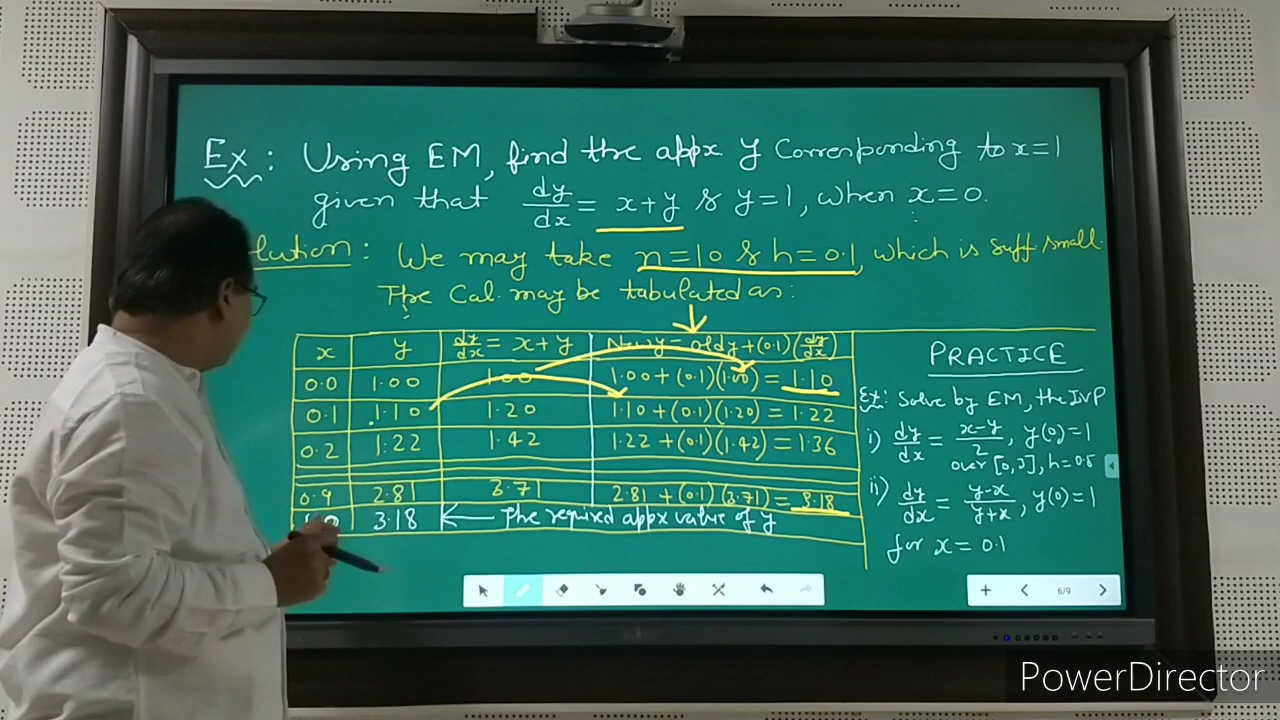 Ex: Using EM, find the appx y Corresponding to x=1
given that dy/dx = x+y & y=1, when x=0.
lution: We may take n=10 & h=0.1, which is suff small.
The Cal. may be tabulated as:
x y dy/dx = x+y New y = old y + (0.1)(dy/dx)
0.0 1.00 1.00 1.00+(0.1)(1.00) = 1.10
0.1 1.10 1.20 1.10+(0.1)(1.20) = 1.22
0.2 1.22 1.42 1.22+(0.1)(1.42) = 1.36
0.9 2.81 3.71 2.81+(0.1)(3.71) = 3.18
3.18 ← The required appx value of y
PRACTICE
Ex: Solve by EM, the IVP
i) dy/dx = x-y/2, y(0)=1
over [0, 3], h=0.5
ii) dy/dx = y-x/y+x, y(0)=1
for x = 0.1
6/9
PowerDirector